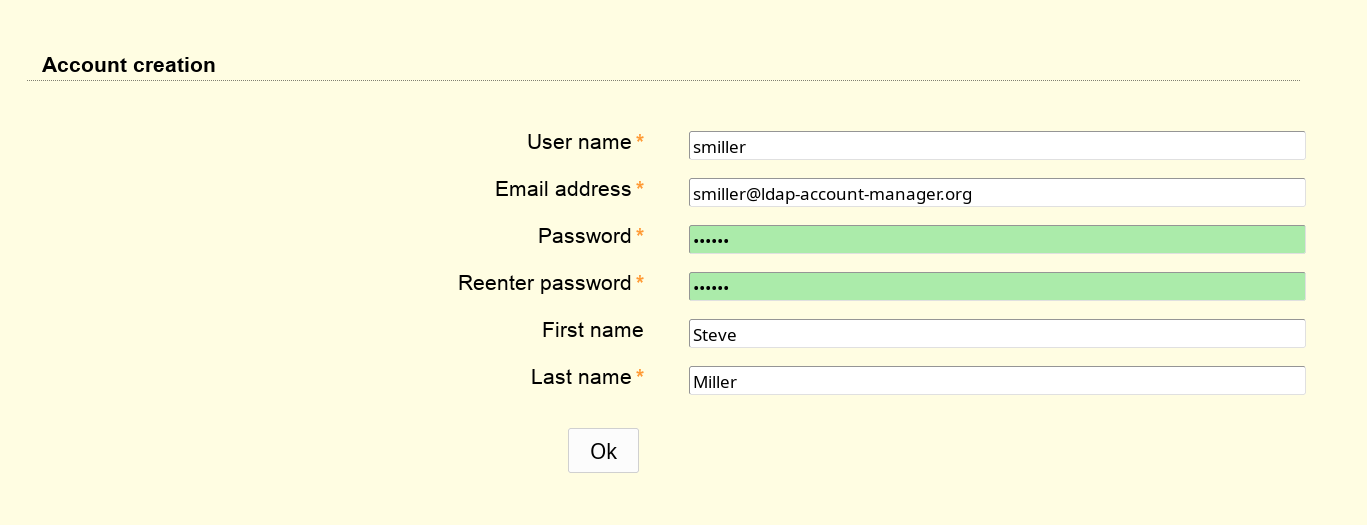 Account creation
User name * smiller
Email address * smiller@ldap-account-manager.org
Password * ••••••
Reenter password * ••••••
First name Steve
Last name * Miller
Ok